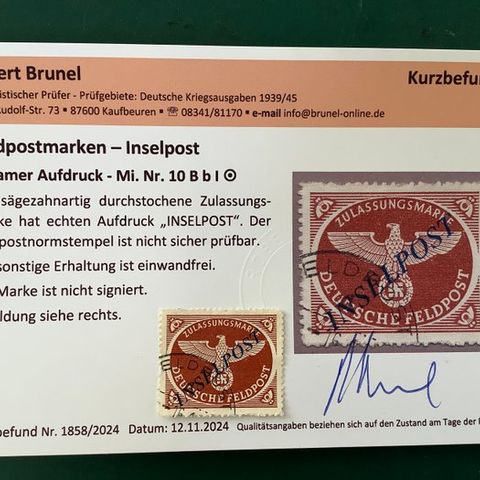 ert Brunel
Kurzbefun
istischer Prüfer - Prüfgebiete: Deutsche Kriegsausgaben 1939/45
udolf-Str. 73 ▪ 87600 Kaufbeuren ▪ ☏ 08341/81170 ▪ e-mail info@brunel-online.de
dpostmarken – Inselpost
amer Aufdruck - Mi. Nr. 10 B b I ⊙
sägezahnartig durchstochene Zulassungs-
ke hat echten Aufdruck „INSELPOST“. Der
postnormstempel ist nicht sicher prüfbar.
sonstige Erhaltung ist einwandfrei.
Marke ist nicht signiert.
ldung siehe rechts.
ZULASSUNGSMARKE
INSELPOST
DEUTSCHE FELDPOST
ZULASSUNGSMARKE
INSELPOST
DEUTSCHE FELDPOST
befund Nr. 1858/2024 Datum: 12.11.2024 Qualitätsangaben beziehen sich auf den Zustand am Tage der